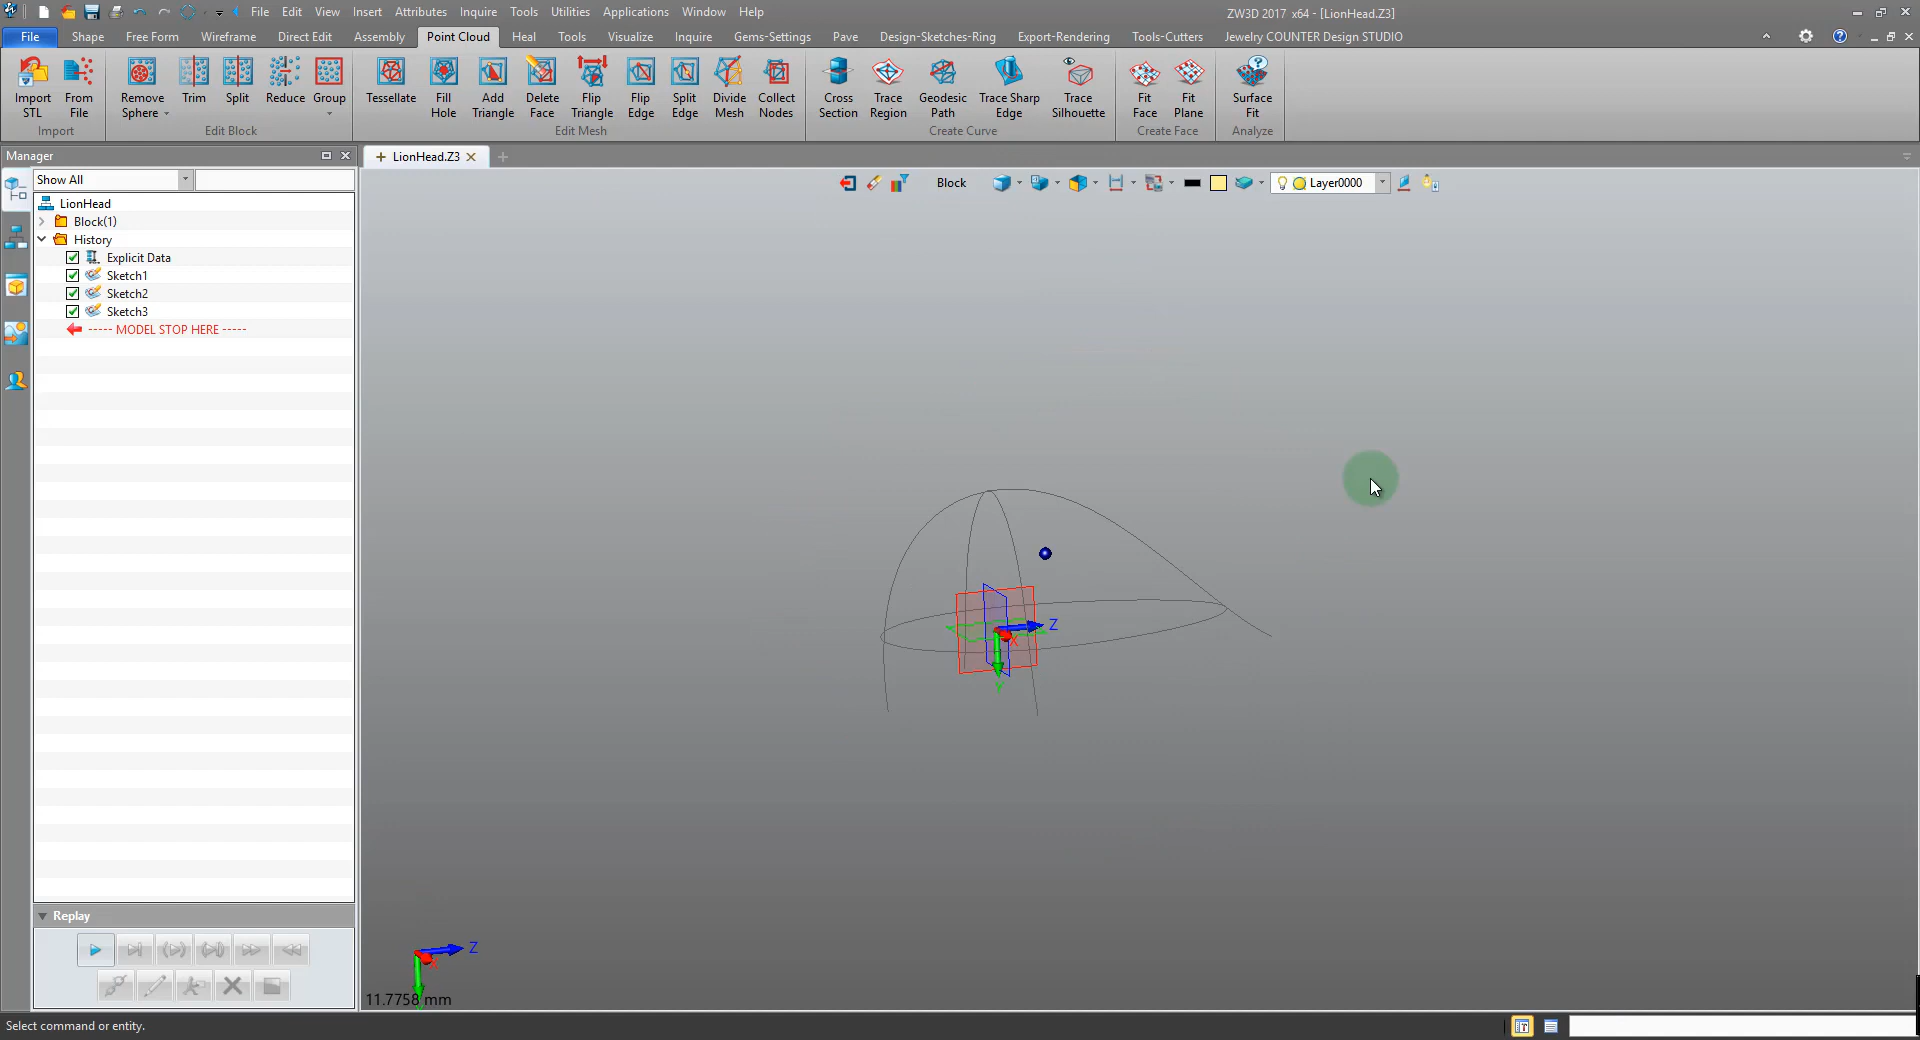 File Edit View Insert Attributes Inquire Tools Utilities Applications Window Help ZW3D 2017 x64 - [LionHead.Z3]
File Shape Free Form Wireframe Direct Edit Assembly Point Cloud Heal Tools Visualize Inquire Gems-Settings Pave Design-Sketches-Ring Export-Rendering Tools-Cutters Jewelry COUNTER Design STUDIO
Import STL From File Remove Sphere Trim Split Reduce Group Tessellate Fill Hole Add Triangle Delete Face Flip Triangle Flip Edge Split Edge Divide Mesh Collect Nodes Cross Section Trace Region Geodesic Path Trace Sharp Edge Trace Silhouette Fit Face Fit Plane Surface Fit
Import Edit Block Edit Mesh Create Curve Create Face Analyze
Manager LionHead.Z3
Show All Block Layer0000
LionHead
Block(1)
History
Explicit Data
Sketch1
Sketch2
Sketch3
----- MODEL STOP HERE -----
Z
X
Y
Replay
Z
11.7758 mm
Select command or entity.